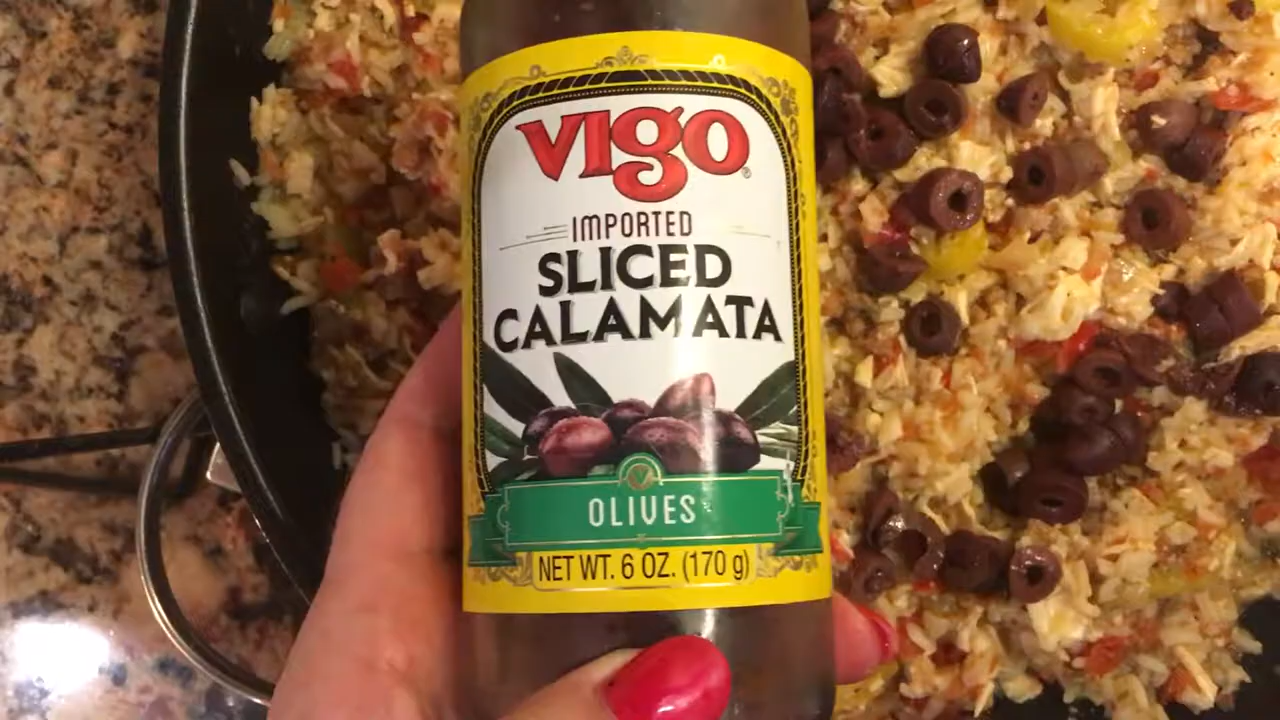 VIGO
IMPORTED
SLICED
CALAMATA
OLIVES
NET WT. 6 OZ. (170 g)